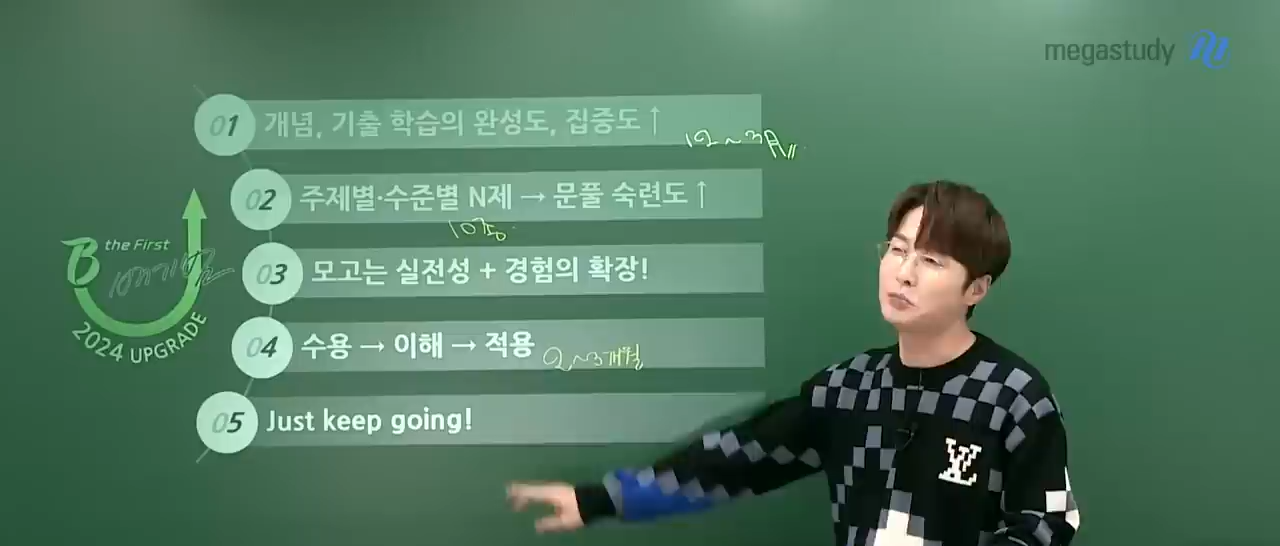 megastudy
01 개념, 기출 학습의 완성도, 집중도↑
12~3月
02 주제별·수준별 N제 → 문풀 숙련도↑
the First
03 모고는 실전성 + 경험의 확장!
2024 UPGRADE
04 수용 → 이해 → 적용 2~3개월
05 Just keep going!